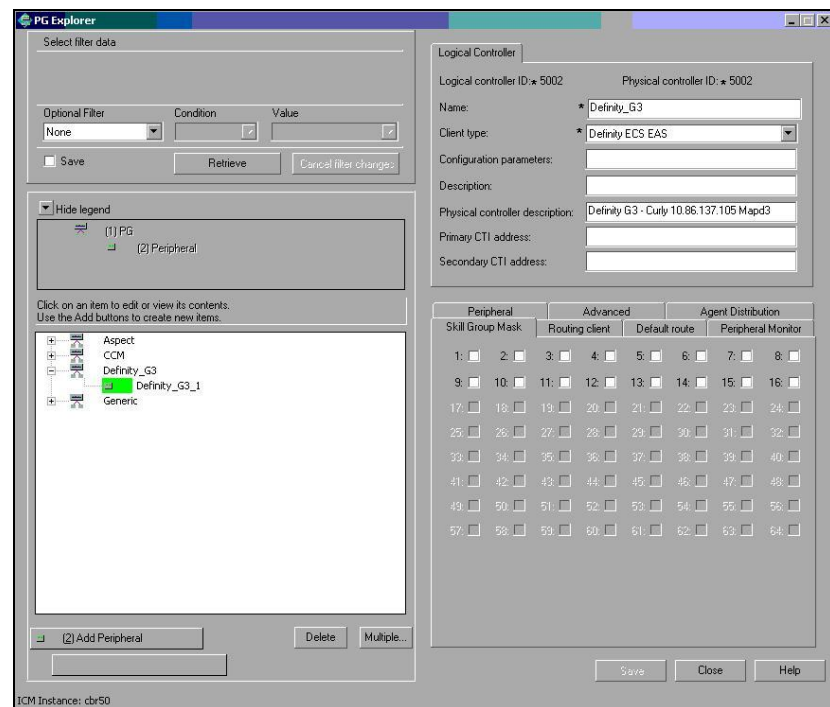 PG Explorer
Select filter data
Optional Filter Condition Value
None
Save Retrieve Cancel filter changes
Hide legend
(1) PG
(2) Peripheral
Click on an item to edit or view its contents.
Use the Add buttons to create new items.
Aspect
CCM
Definity_G3
Definity_G3_1
Generic
(2) Add Peripheral Delete Multiple...
Logical Controller
Logical controller ID:* 5002 Physical controller ID:* 5002
Name: * Definity_G3
Client type: * Definity ECS EAS
Configuration parameters:
Description:
Physical controller description: Definity G3 - Curly 10.86.137.105 Mapd3
Primary CTI address:
Secondary CTI address:
Peripheral Advanced Agent Distribution
Skill Group Mask Routing client Default route Peripheral Monitor
1: 2: 3: 4: 5: 6: 7: 8:
9: 10: 11: 12: 13: 14: 15: 16:
17: 18: 19: 20: 21: 22: 23: 24:
25: 26: 27: 28: 29: 30: 31: 32:
33: 34: 35: 36: 37: 38: 39: 40:
41: 42: 43: 44: 45: 46: 47: 48:
49: 50: 51: 52: 53: 54: 55: 56:
57: 58: 59: 60: 61: 62: 63: 64:
Save Close Help
ICM Instance: cbr50